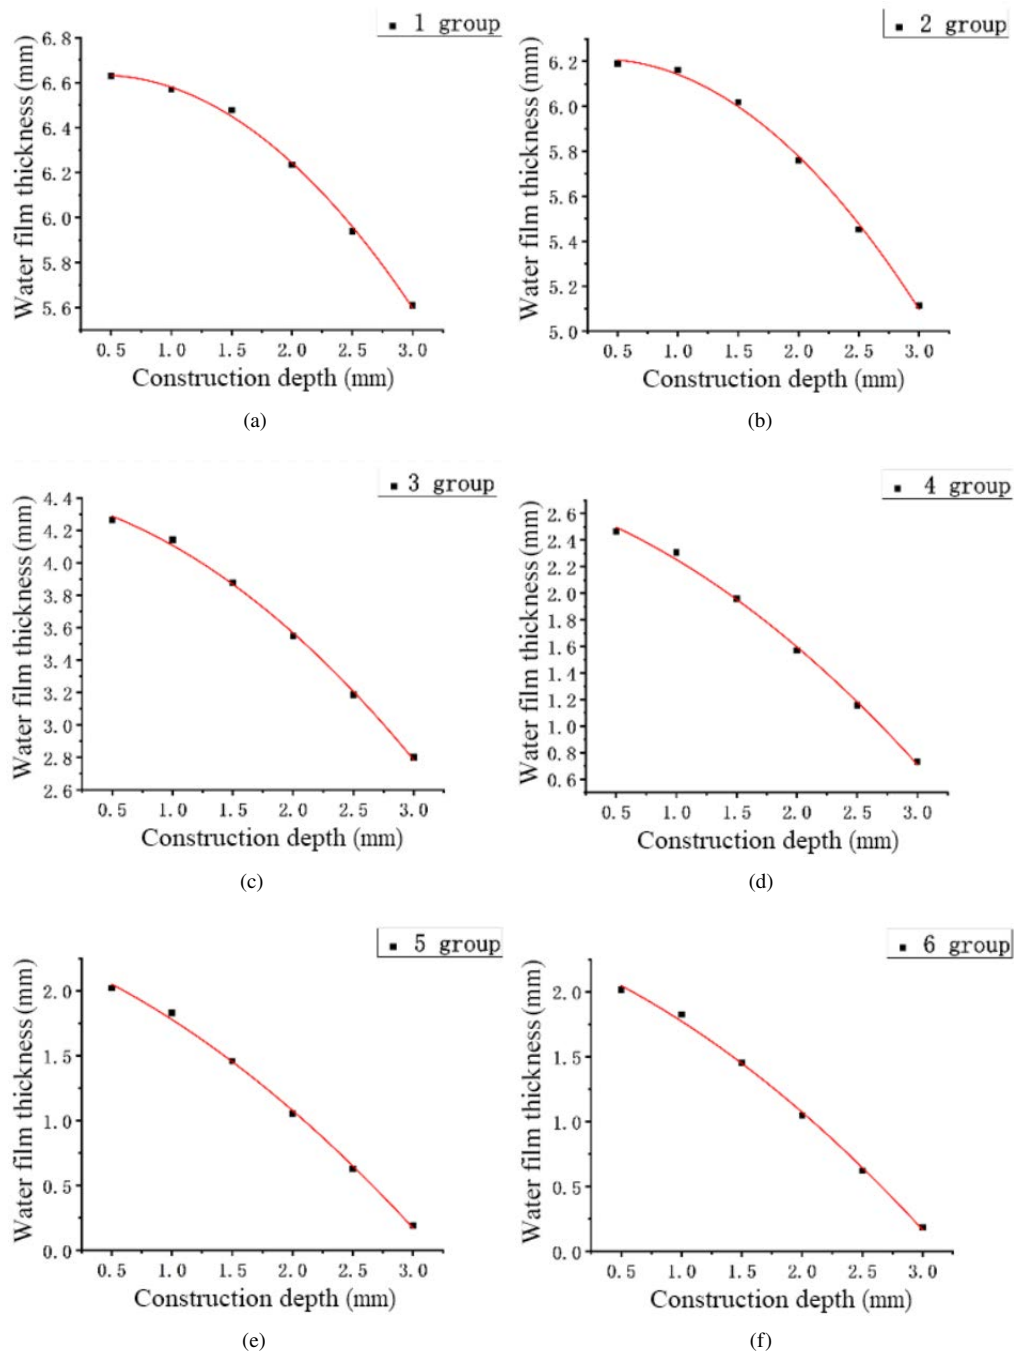 1 group
Water film thickness (mm)
6.8
6.6
6.4
6.2
6.0
5.8
5.6
0.5 1.0 1.5 2.0 2.5 3.0
Construction depth (mm)
(a)
2 group
Water film thickness (mm)
6.2
6.0
5.8
5.6
5.4
5.2
5.0
0.5 1.0 1.5 2.0 2.5 3.0
Construction depth (mm)
(b)
3 group
Water film thickness (mm)
4.4
4.2
4.0
3.8
3.6
3.4
3.2
3.0
2.8
2.6
0.5 1.0 1.5 2.0 2.5 3.0
Construction depth (mm)
(c)
4 group
Water film thickness (mm)
2.6
2.4
2.2
2.0
1.8
1.6
1.4
1.2
1.0
0.8
0.6
0.5 1.0 1.5 2.0 2.5 3.0
Construction depth (mm)
(d)
5 group
Water film thickness (mm)
2.0
1.5
1.0
0.5
0.0
0.5 1.0 1.5 2.0 2.5 3.0
Construction depth (mm)
(e)
6 group
Water film thickness (mm)
2.0
1.5
1.0
0.5
0.0
0.5 1.0 1.5 2.0 2.5 3.0
Construction depth (mm)
(f)